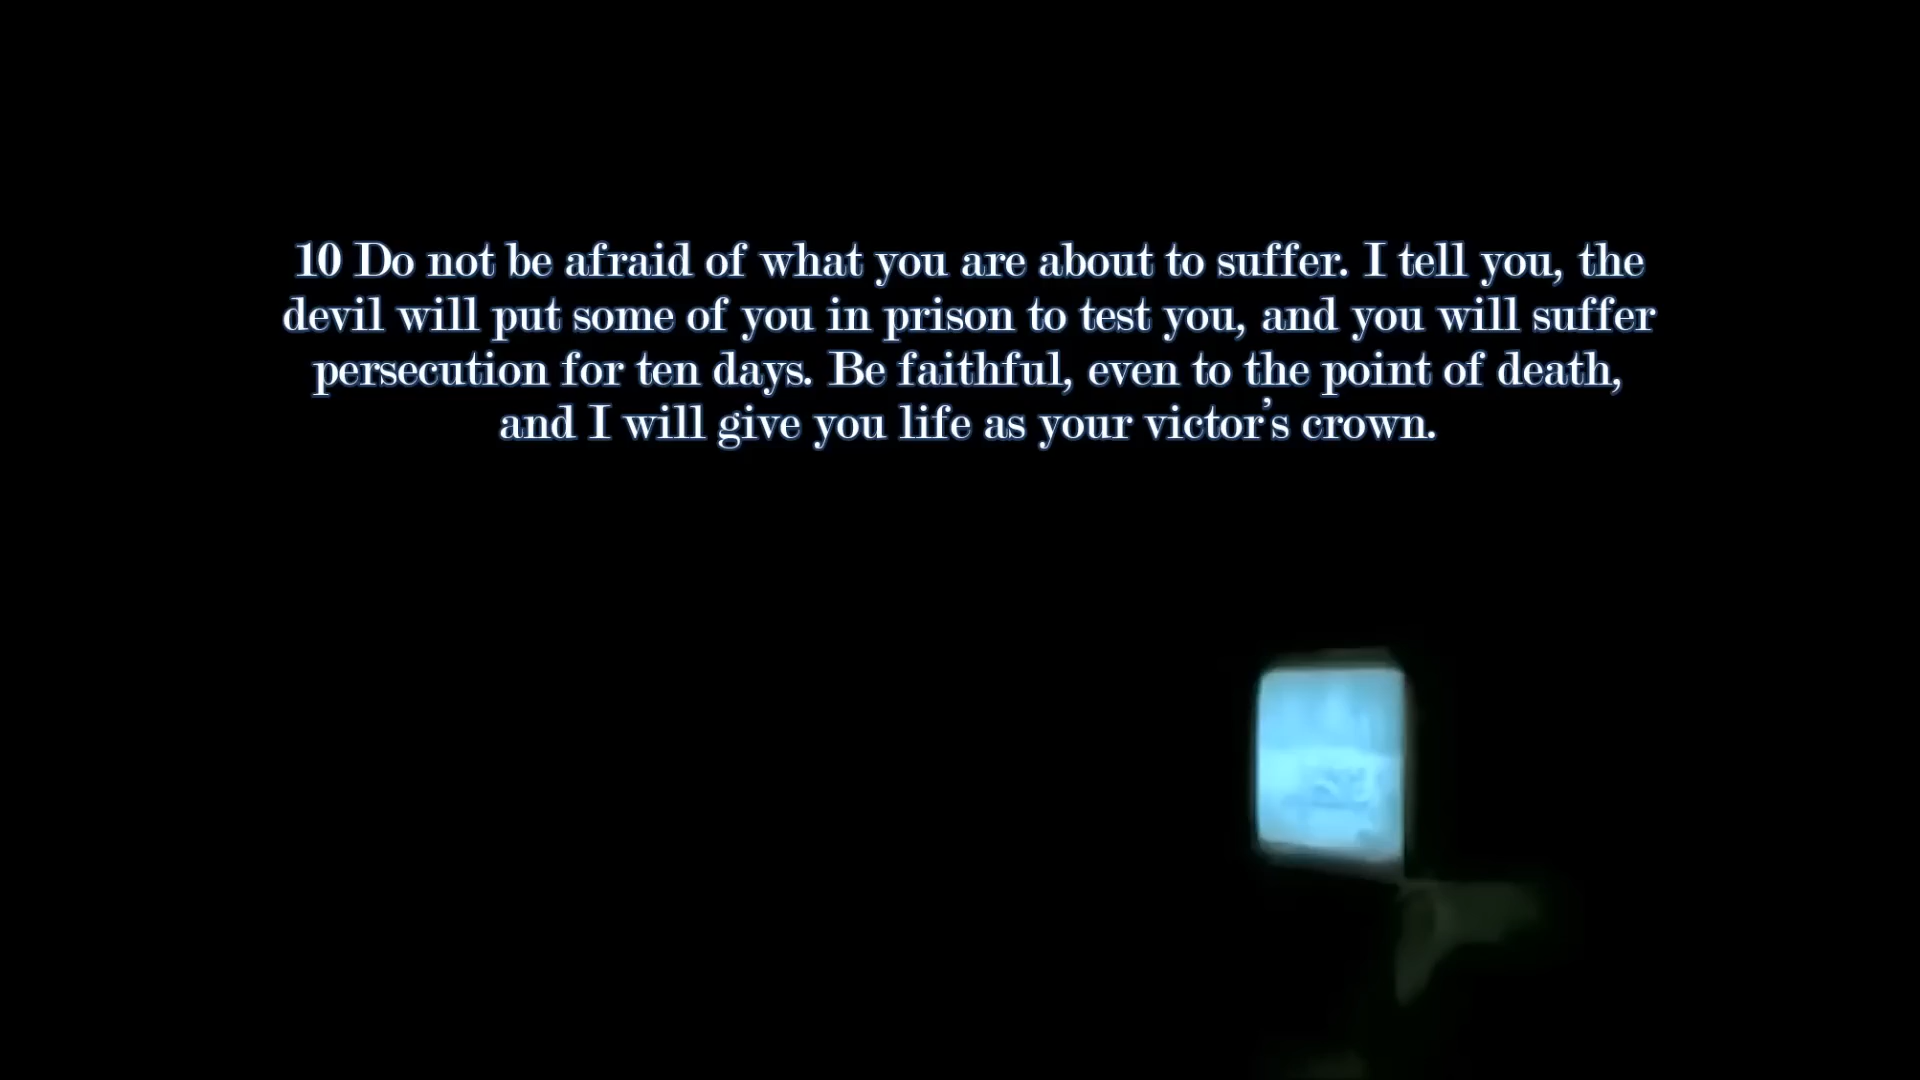 10 Do not be afraid of what you are about to suffer. I tell you, the
devil will put some of you in prison to test you, and you will suffer
persecution for ten days. Be faithful, even to the point of death,
and I will give you life as your victor’s crown.